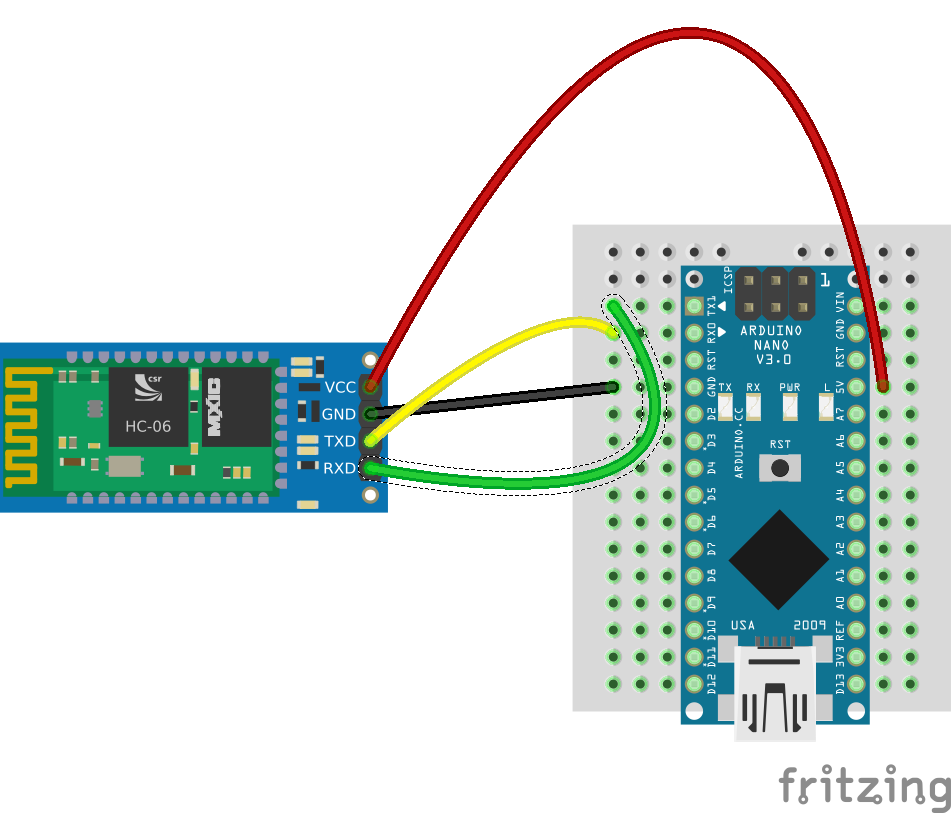 ICSP
1
TX1
VIN
RX0
GND
ARDUINO
NANO
V3.0
RST
RST
GND
5V
TX
RX
PWR
L
D2
A7
ARDUINO.CC
D3
A6
RST
D4
A5
D5
A4
D6
A3
D7
A2
D8
A1
D9
A0
D10
USA
2009
REF
D11
3V3
D12
D13
csr
HC-06
MXIC
VCC
GND
TXD
RXD
fritzing